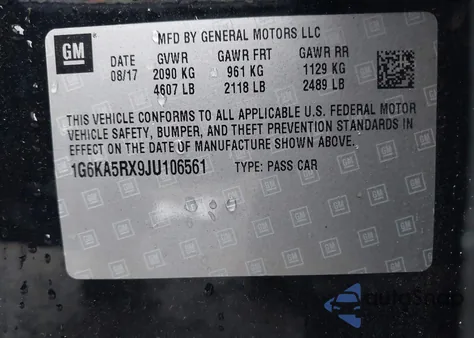 GM
MFD BY GENERAL MOTORS LLC
DATE GVWR GAWR FRT GAWR RR
08/17 2090 KG 961 KG 1129 KG
4607 LB 2118 LB 2489 LB
THIS VEHICLE CONFORMS TO ALL APPLICABLE U.S. FEDERAL MOTOR
VEHICLE SAFETY, BUMPER, AND THEFT PREVENTION STANDARDS IN
EFFECT ON THE DATE OF MANUFACTURE SHOWN ABOVE.
1G6KA5RX9JU106561 TYPE: PASS CAR
autoSnap